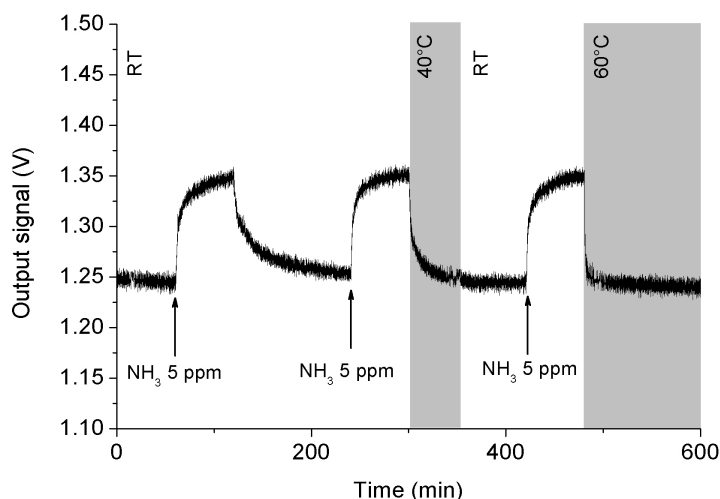 1.50
1.45
1.40
1.35
1.30
1.25
1.20
1.15
1.10
Output signal (V)
RT
40°C
RT
60°C
NH3 5 ppm
NH3 5 ppm
NH3 5 ppm
0
200
400
600
Time (min)